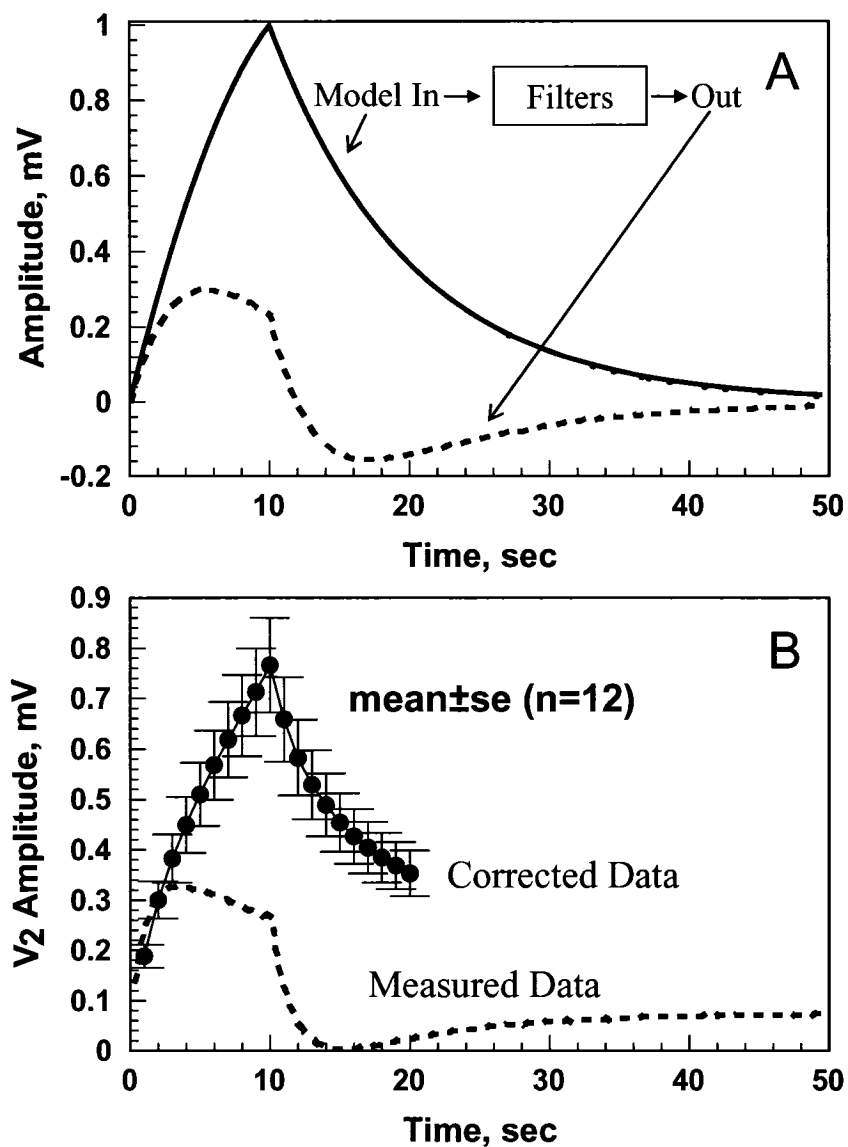 A
Model In
Filters
Out
Amplitude, mV
1
0.8
0.6
0.4
0.2
0
-0.2
0
10
20
30
40
50
Time, sec
B
mean±se (n=12)
Corrected Data
Measured Data
V2 Amplitude, mV
0.9
0.8
0.7
0.6
0.5
0.4
0.3
0.2
0.1
0
0
10
20
30
40
50
Time, sec